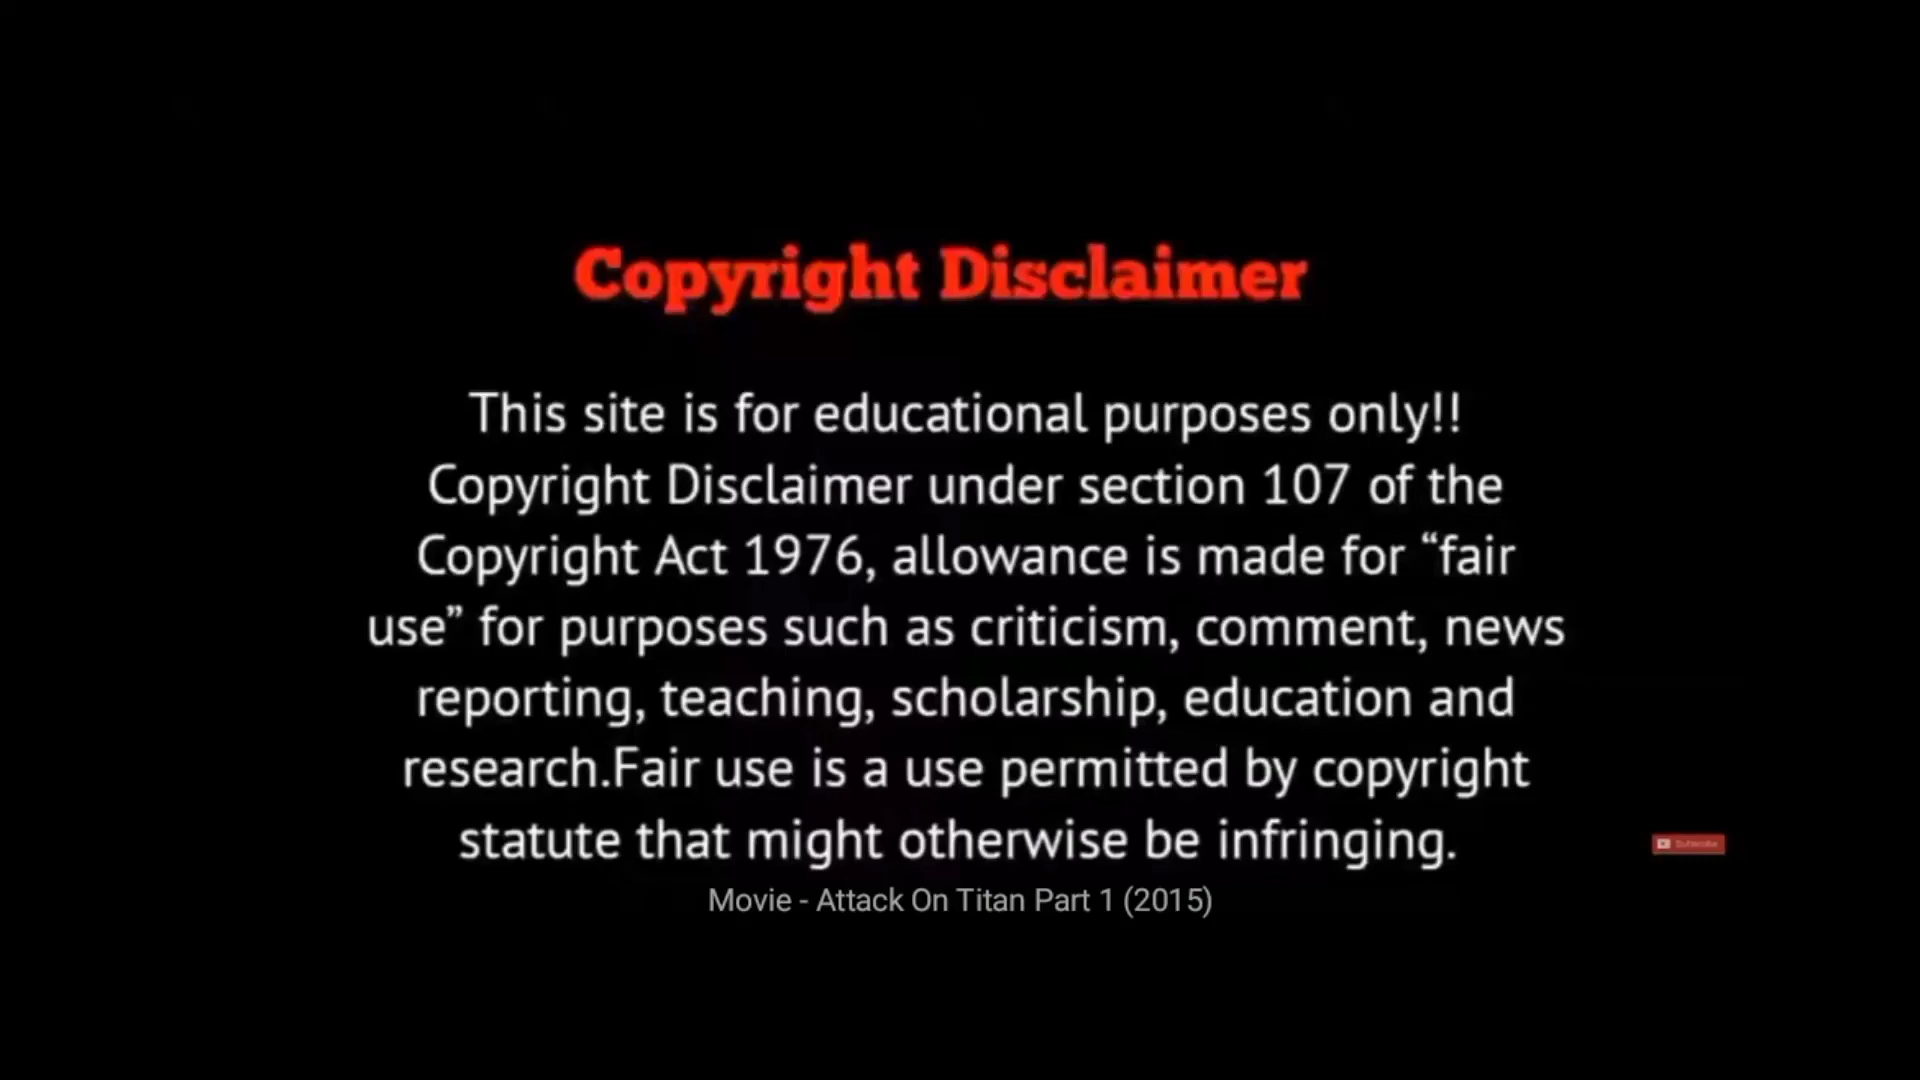 Copyright Disclaimer
This site is for educational purposes only!!
Copyright Disclaimer under section 107 of the
Copyright Act 1976, allowance is made for “fair
use” for purposes such as criticism, comment, news
reporting, teaching, scholarship, education and
research.Fair use is a use permitted by copyright
statute that might otherwise be infringing.
Subscribe
Movie - Attack On Titan Part 1 (2015)